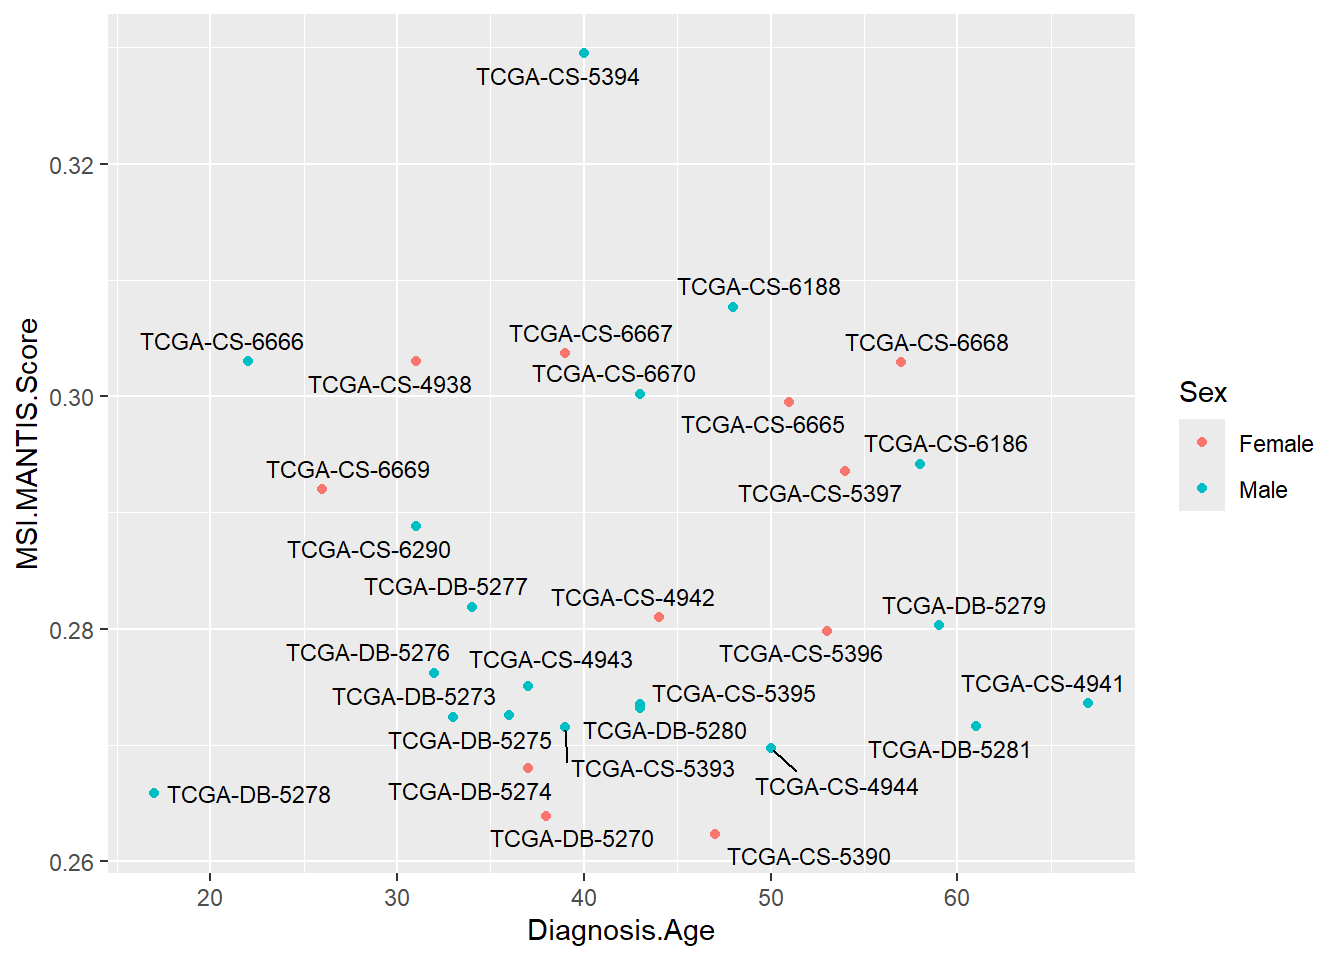 TCGA-CS-5394
0.32
TCGA-CS-6188
TCGA-CS-6667
TCGA-CS-6666
TCGA-CS-6668
TCGA-CS-6670
TCGA-CS-4938
0.30
TCGA-CS-6665
TCGA-CS-6186
TCGA-CS-6669
TCGA-CS-5397
TCGA-CS-6290
TCGA-DB-5277
TCGA-CS-4942
TCGA-DB-5279
0.28
TCGA-DB-5276
TCGA-CS-4943
TCGA-CS-5396
TCGA-CS-4941
TCGA-DB-5273
TCGA-CS-5395
TCGA-DB-5280
TCGA-DB-5275
TCGA-DB-5281
TCGA-CS-5393
TCGA-CS-4944
TCGA-DB-5274
TCGA-DB-5278
TCGA-DB-5270
TCGA-CS-5390
0.26
20 30 40 50 60
Diagnosis.Age
MSI.MANTIS.Score
Sex
Female
Male